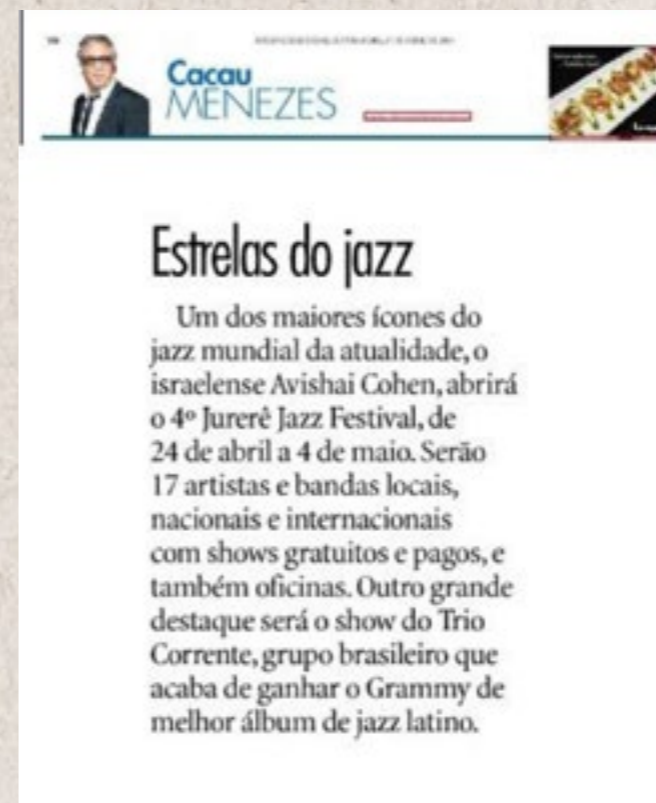 Cacau
MENEZES
Estrelas do jazz
Um dos maiores ícones do
jazz mundial da atualidade, o
israelense Avishai Cohen, abrirá
o 4º Jurerê Jazz Festival, de
24 de abril a 4 de maio. Serão
17 artistas e bandas locais,
nacionais e internacionais
com shows gratuitos e pagos, e
também oficinas. Outro grande
destaque será o show do Trio
Corrente, grupo brasileiro que
acaba de ganhar o Grammy de
melhor álbum de jazz latino.